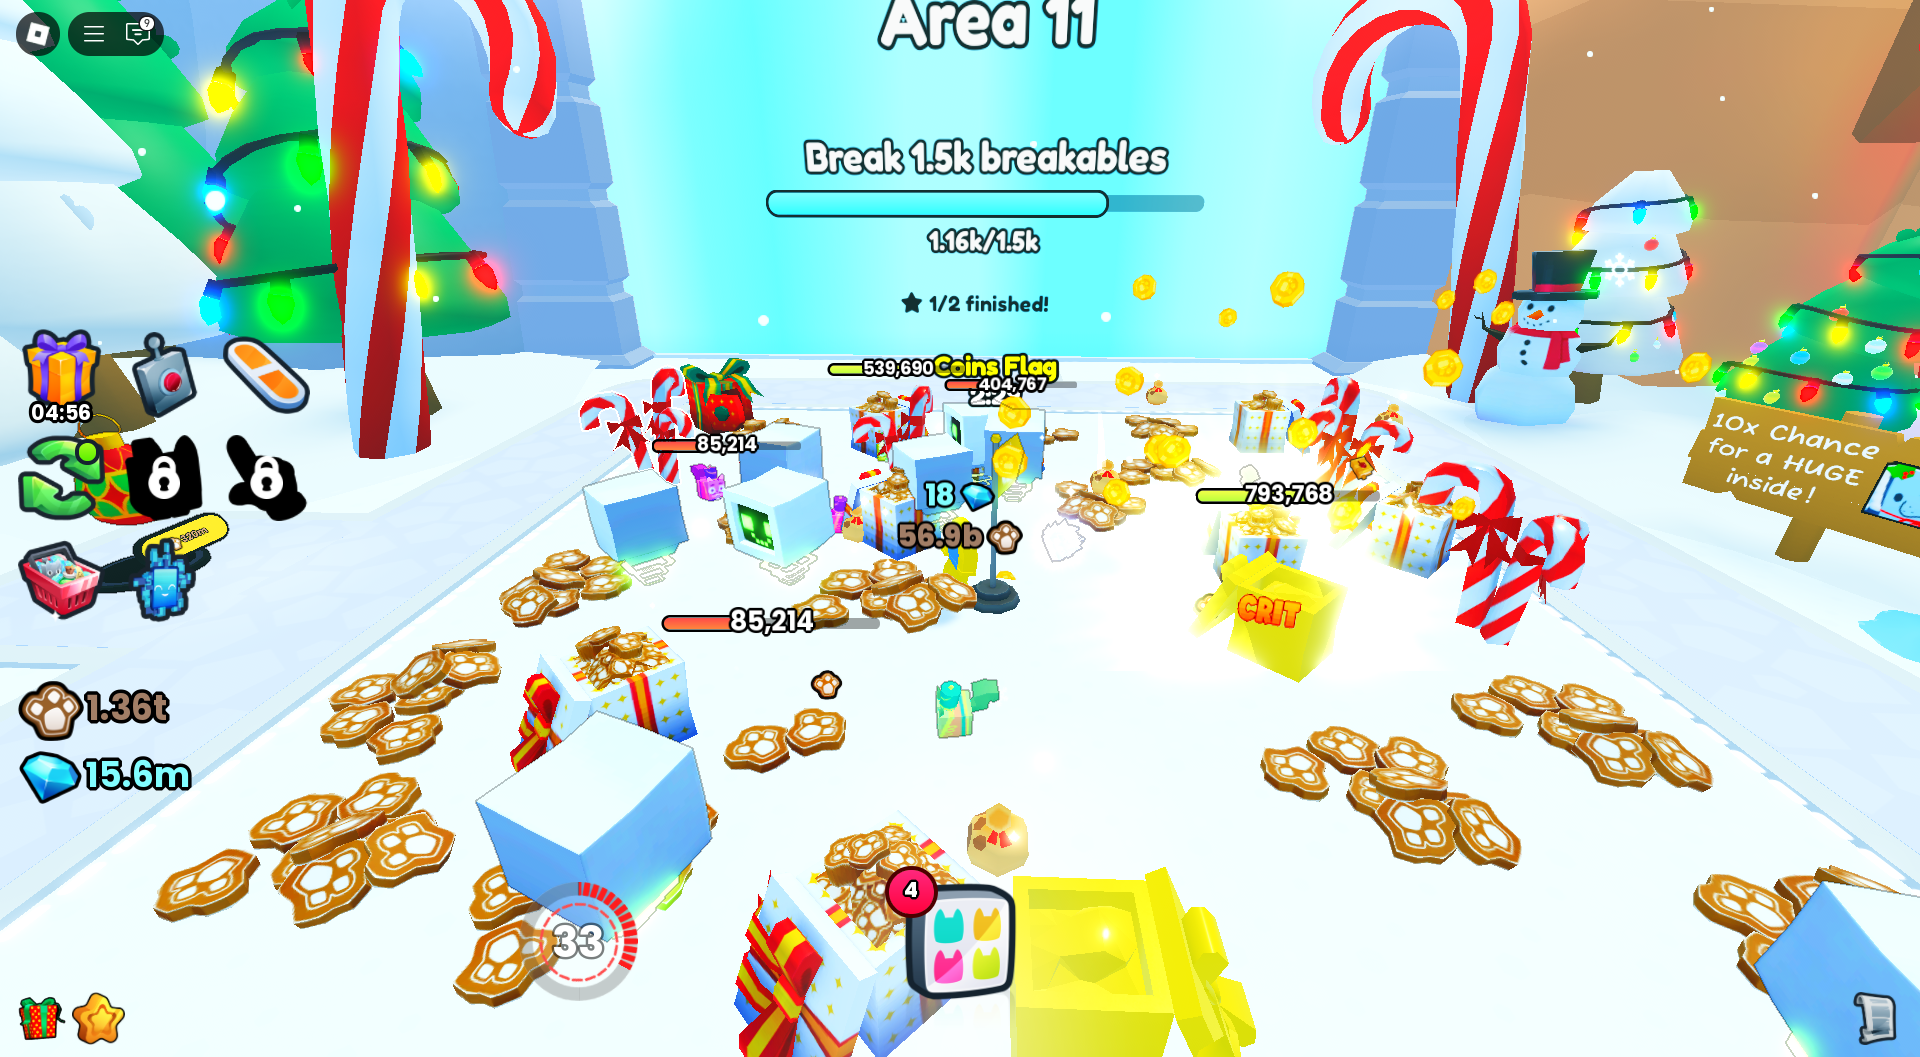 9
Area 11
Break 1.5k breakables
1.16k/1.5k
1/2 finished!
539,690
Coins Flag
404,767
85,214
793,768
10x Chance
for a HUGE
inside!
04:56
18
56.9b
CRIT
85,214
1.36t
15.6m
4
33